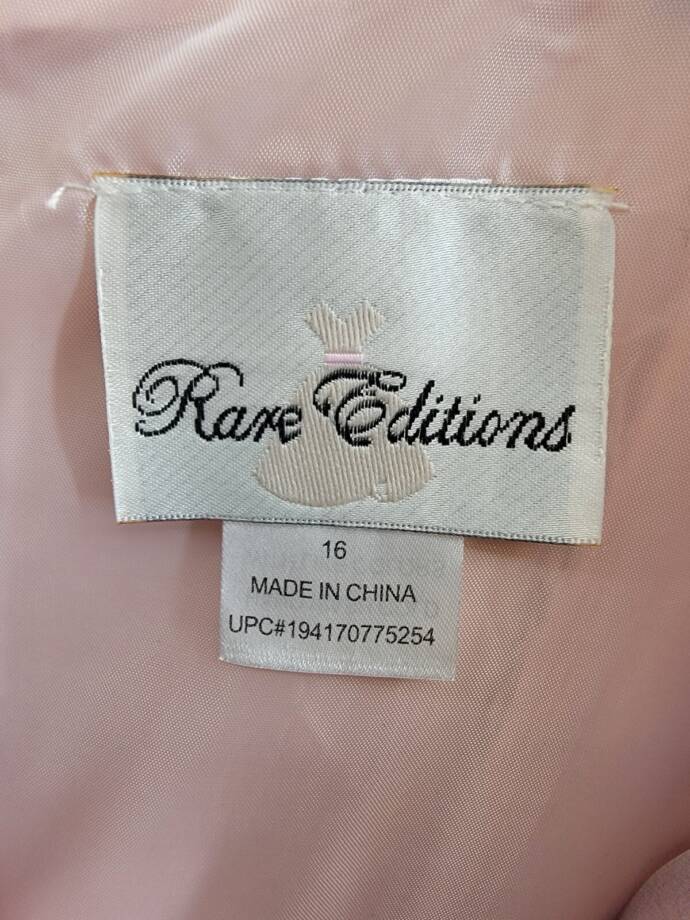 Rare Editions
16
MADE IN CHINA
UPC#194170775254